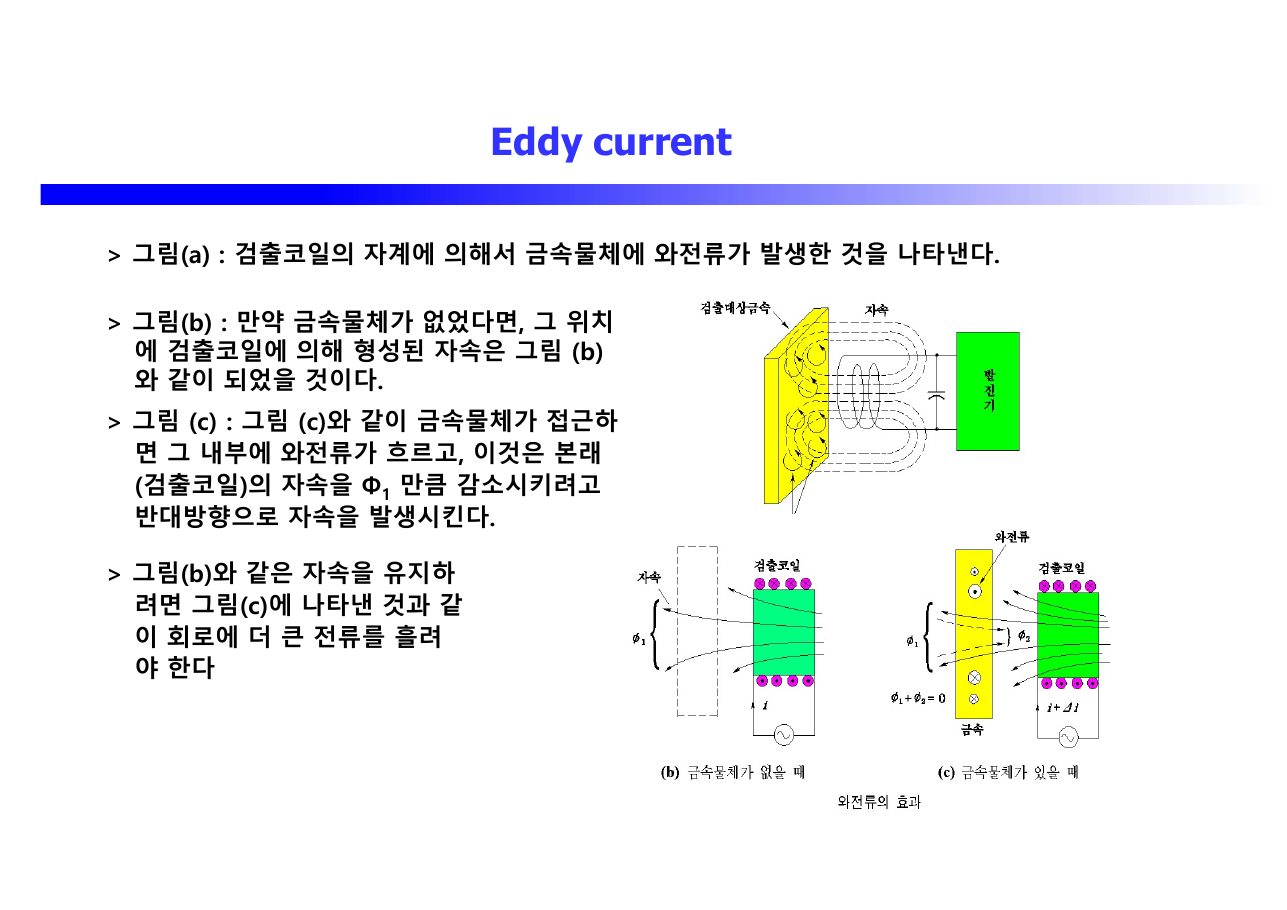 Eddy current
> 그림(a) : 검출코일의 자계에 의해서 금속물체에 와전류가 발생한 것을 나타낸다.
> 그림(b) : 만약 금속물체가 없었다면, 그 위치
에 검출코일에 의해 형성된 자속은 그림 (b)
와 같이 되었을 것이다.
> 그림 (c) : 그림 (c)와 같이 금속물체가 접근하
면 그 내부에 와전류가 흐르고, 이것은 본래
(검출코일)의 자속을 Φ1 만큼 감소시키려고
반대방향으로 자속을 발생시킨다.
> 그림(b)와 같은 자속을 유지하
려면 그림(c)에 나타낸 것과 같
이 회로에 더 큰 전류를 흘려
야 한다
검출대상금속
자속
발
진
기
자속
검출코일
ϕ1
i
(b) 금속물체가 없을 때
와전류
검출코일
ϕ1
ϕ2
ϕ1+ϕ2=0
i+Δi
금속
(c) 금속물체가 있을 때
와전류의 효과